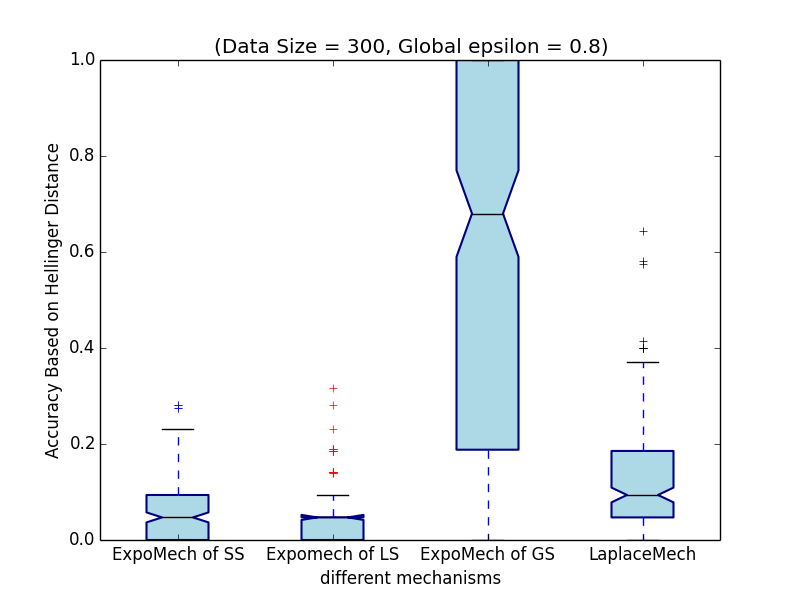 (Data Size = 300, Global epsilon = 0.8)
Accuracy Based on Hellinger Distance
1.0
0.8
0.6
0.4
0.2
0.0
ExpoMech of SS Expomech of LS ExpoMech of GS LaplaceMech
different mechanisms